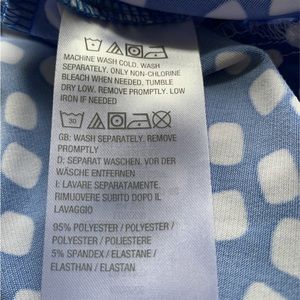 MACHINE WASH COLD. WASH
SEPARATELY. ONLY NON-CHLORINE
BLEACH WHEN NEEDED. TUMBLE
DRY LOW. REMOVE PROMPTLY. LOW
IRON IF NEEDED
30
GB: WASH SEPARATELY. REMOVE
PROMPTLY
D: SEPARAT WASCHEN. VOR DER
WÄSCHE ENTFERNEN
I: LAVARE SEPARATAMENTE.
RIMUOVERE SUBITO DOPO IL
LAVAGGIO
95% POLYESTER / POLYESTER /
POLYESTER / POLIESTERE
5% SPANDEX / ELASTANE /
ELASTHAN / ELASTAN